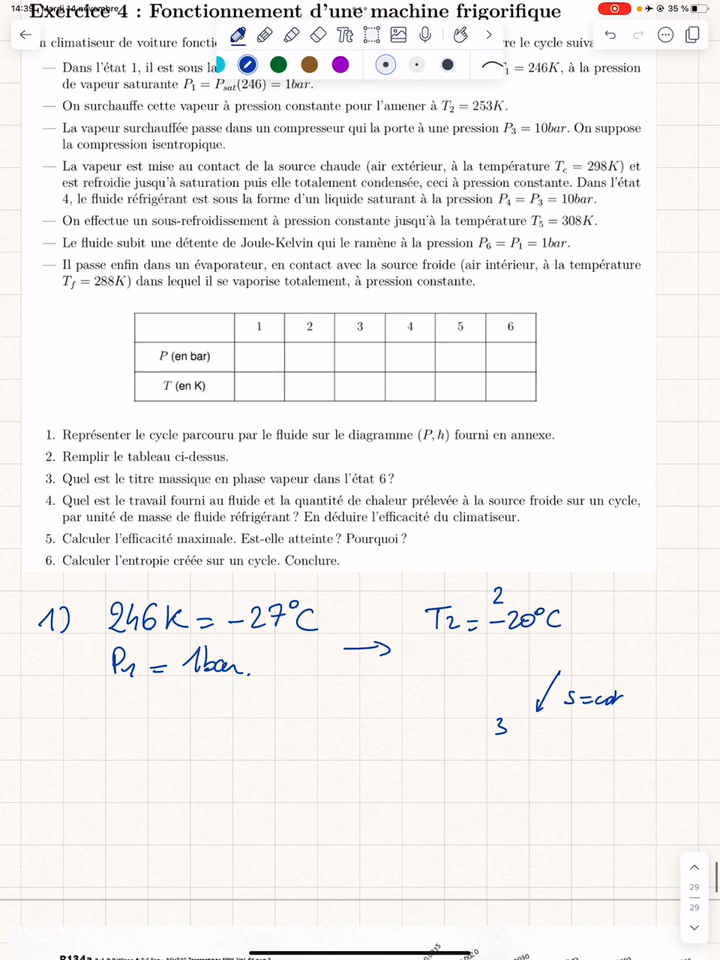 14:39 Mardi 14 novembre
35 %
Exercice 4 : Fonctionnement d'une machine frigorifique
n climatiseur de voiture foncti
re le cycle suiva
— Dans l'état 1, il est sous la
T₁ = 246K, à la pression
de vapeur saturante P₁ = Pₛₐₜ(246) = 1bar.
— On surchauffe cette vapeur à pression constante pour l'amener à T₂ = 253K.
— La vapeur surchauffée passe dans un compresseur qui la porte à une pression P₃ = 10bar. On suppose
la compression isentropique.
— La vapeur est mise au contact de la source chaude (air extérieur, à la température T_c = 298K) et
est refroidie jusqu'à saturation puis elle totalement condensée, ceci à pression constante. Dans l'état
4, le fluide réfrigérant est sous la forme d'un liquide saturant à la pression P₄ = P₃ = 10bar.
— On effectue un sous-refroidissement à pression constante jusqu'à la température T₅ = 308K.
— Le fluide subit une détente de Joule-Kelvin qui le ramène à la pression P₆ = P₁ = 1bar.
— Il passe enfin dans un évaporateur, en contact avec la source froide (air intérieur, à la température
T_f = 288K) dans lequel il se vaporise totalement, à pression constante.
1 2 3 4 5 6
P (en bar)
T (en K)
1. Représenter le cycle parcouru par le fluide sur le diagramme (P, h) fourni en annexe.
2. Remplir le tableau ci-dessus.
3. Quel est le titre massique en phase vapeur dans l'état 6 ?
4. Quel est le travail fourni au fluide et la quantité de chaleur prélevée à la source froide sur un cycle,
par unité de masse de fluide réfrigérant ? En déduire l'efficacité du climatiseur.
5. Calculer l'efficacité maximale. Est-elle atteinte ? Pourquoi ?
6. Calculer l'entropie créée sur un cycle. Conclure.
2
1) 246K = -27°C T₂ = -20°C
P₁ = 1bar. →
s=cst
3
29
29
R134a